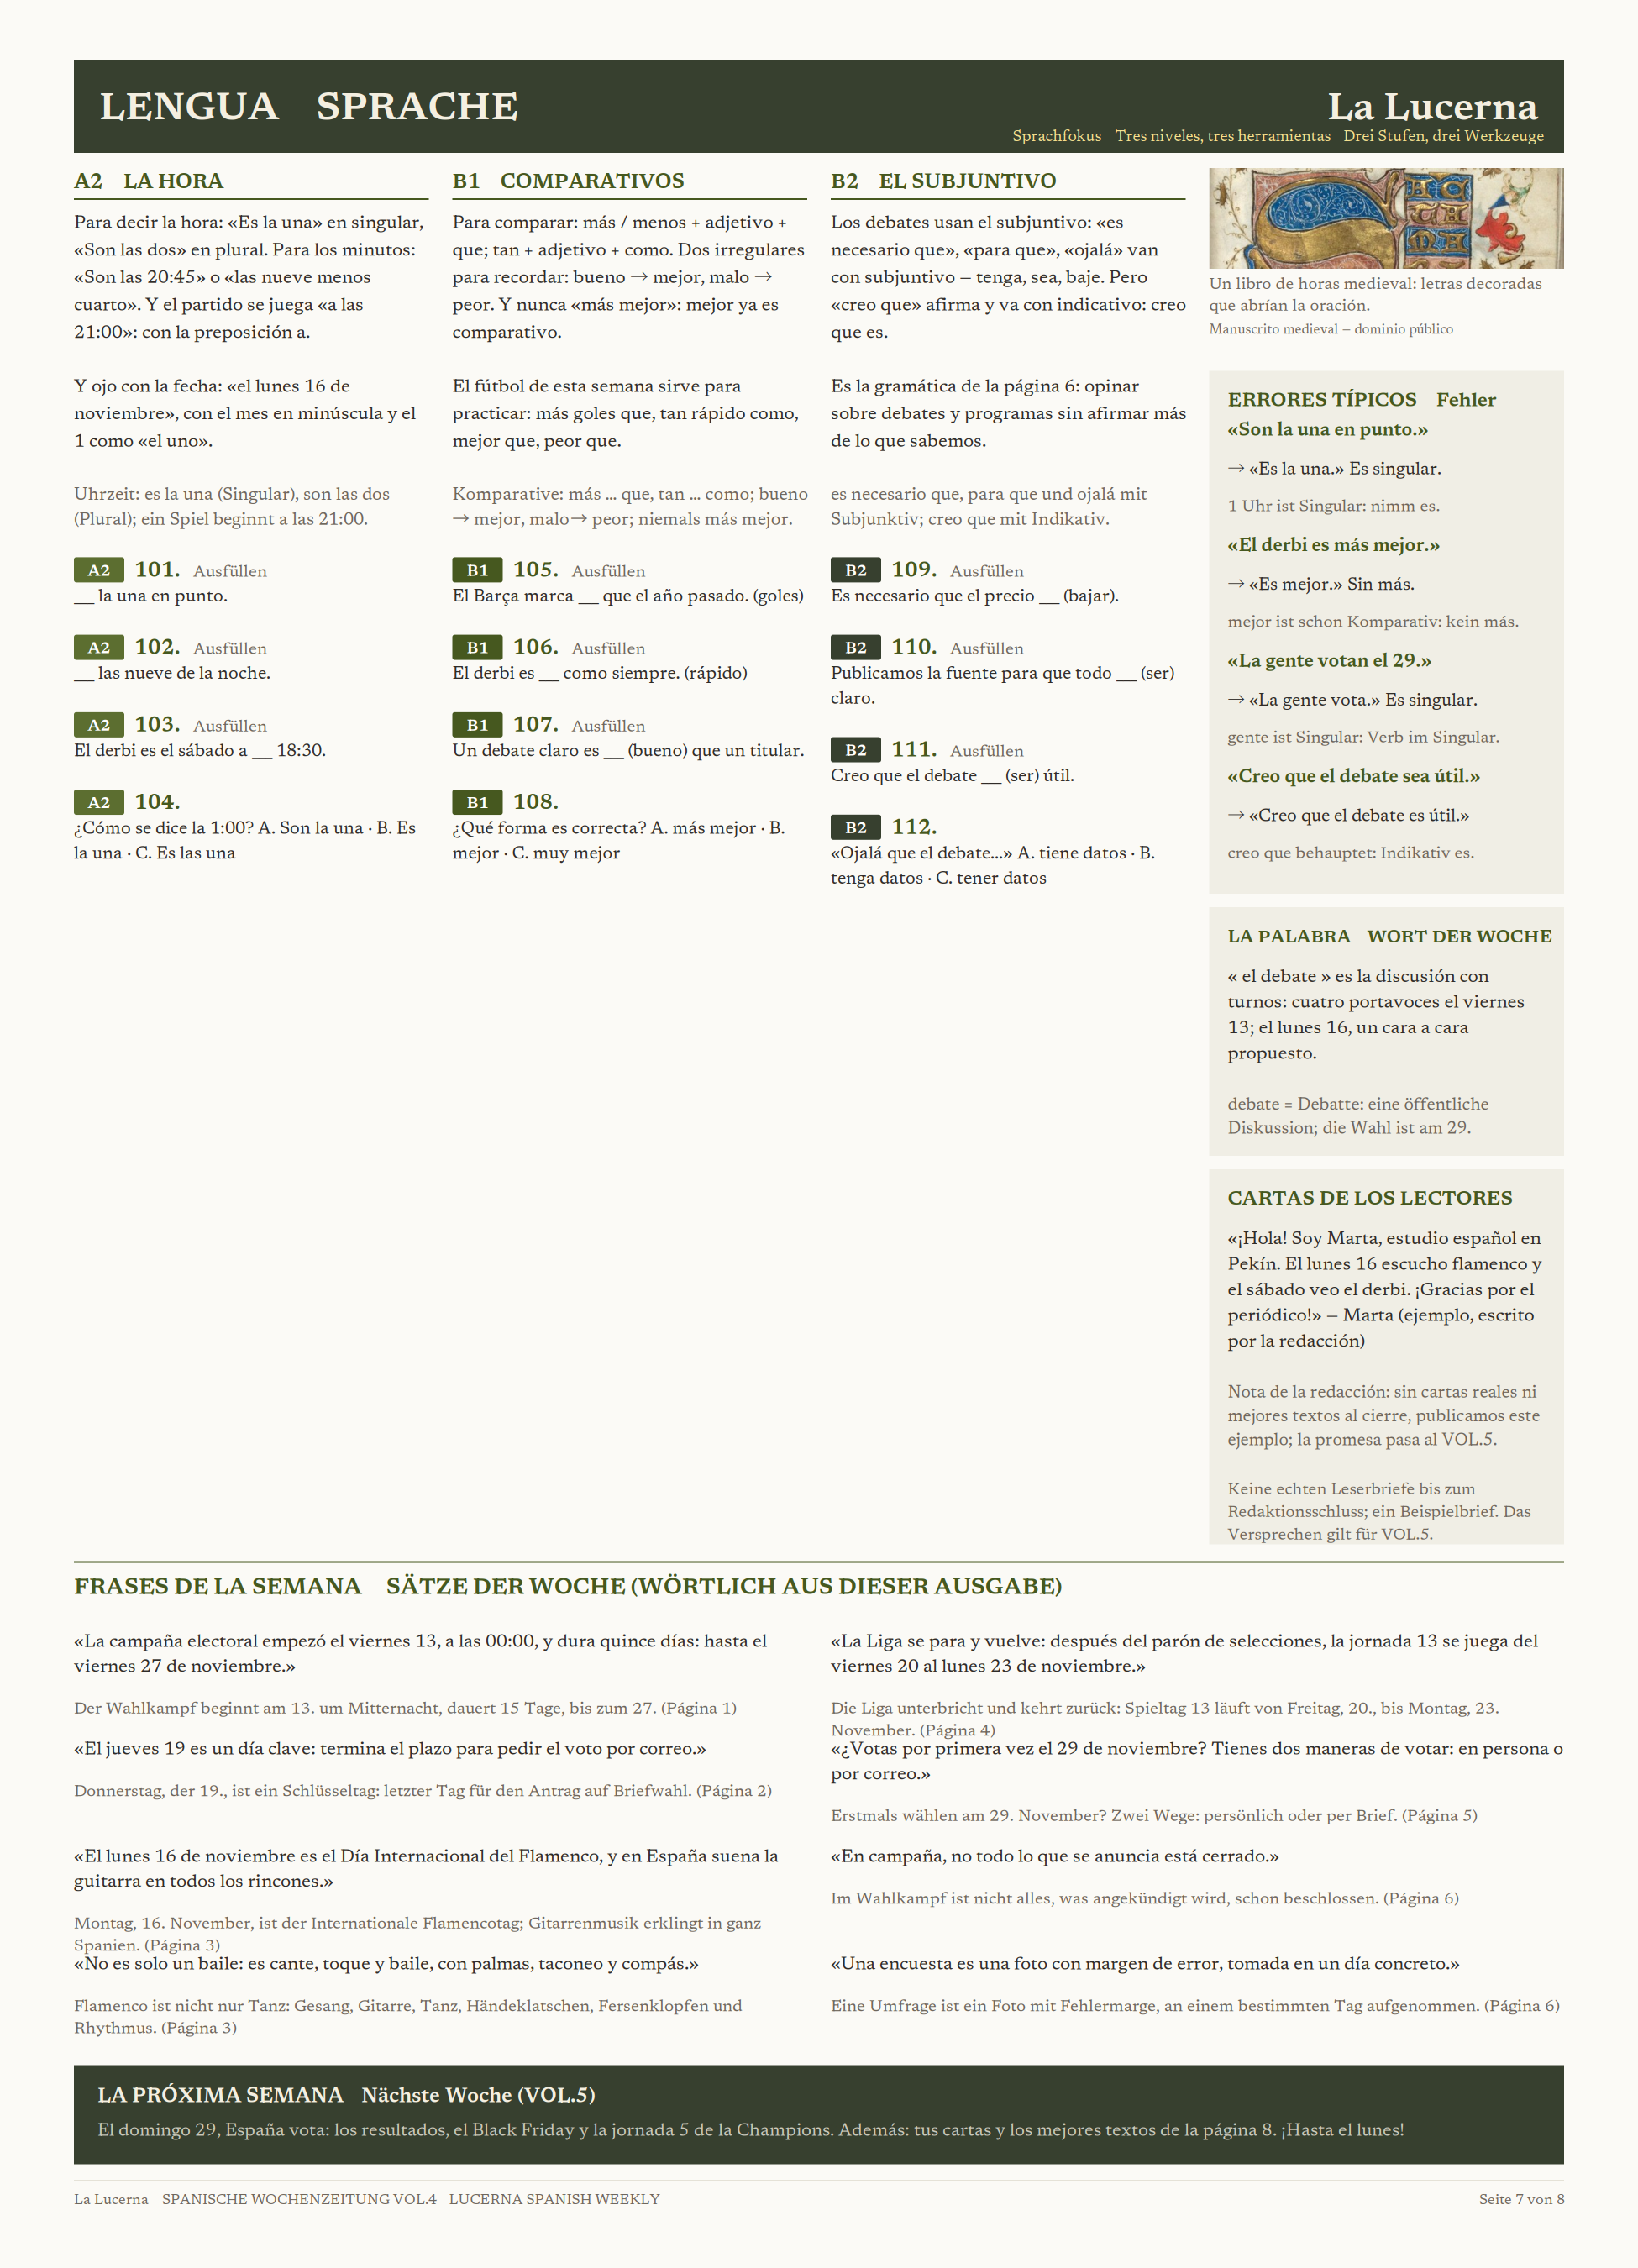 LENGUA SPRACHE
La Lucerna
Sprachfokus Tres niveles, tres herramientas Drei Stufen, drei Werkzeuge
A2 LA HORA
Para decir la hora: «Es la una» en singular,
«Son las dos» en plural. Para los minutos:
«Son las 20:45» o «las nueve menos
cuarto». Y el partido se juega «a las
21:00»: con la preposición a.
Y ojo con la fecha: «el lunes 16 de
noviembre», con el mes en minúscula y el
1 como «el uno».
Uhrzeit: es la una (Singular), son las dos
(Plural); ein Spiel beginnt a las 21:00.
A2 101. Ausfüllen
__ la una en punto.
A2 102. Ausfüllen
__ las nueve de la noche.
A2 103. Ausfüllen
El derbi es el sábado a __ 18:30.
A2 104.
¿Cómo se dice la 1:00? A. Son la una · B. Es
la una · C. Es las una
B1 COMPARATIVOS
Para comparar: más / menos + adjetivo +
que; tan + adjetivo + como. Dos irregulares
para recordar: bueno → mejor, malo →
peor. Y nunca «más mejor»: mejor ya es
comparativo.
El fútbol de esta semana sirve para
practicar: más goles que, tan rápido como,
mejor que, peor que.
Komparative: más … que, tan … como; bueno
→ mejor, malo→ peor; niemals más mejor.
B1 105. Ausfüllen
El Barça marca __ que el año pasado. (goles)
B1 106. Ausfüllen
El derbi es __ como siempre. (rápido)
B1 107. Ausfüllen
Un debate claro es __ (bueno) que un titular.
B1 108.
¿Qué forma es correcta? A. más mejor · B.
mejor · C. muy mejor
B2 EL SUBJUNTIVO
Los debates usan el subjuntivo: «es
necesario que», «para que», «ojalá» van
con subjuntivo — tenga, sea, baje. Pero
«creo que» afirma y va con indicativo: creo
que es.
Es la gramática de la página 6: opinar
sobre debates y programas sin afirmar más
de lo que sabemos.
es necesario que, para que und ojalá mit
Subjunktiv; creo que mit Indikativ.
B2 109. Ausfüllen
Es necesario que el precio __ (bajar).
B2 110. Ausfüllen
Publicamos la fuente para que todo __ (ser)
claro.
B2 111. Ausfüllen
Creo que el debate __ (ser) útil.
B2 112.
«Ojalá que el debate…» A. tiene datos · B.
tenga datos · C. tener datos
Un libro de horas medieval: letras decoradas
que abrían la oración.
Manuscrito medieval — dominio público
ERRORES TÍPICOS Fehler
«Son la una en punto.»
→ «Es la una.» Es singular.
1 Uhr ist Singular: nimm es.
«El derbi es más mejor.»
→ «Es mejor.» Sin más.
mejor ist schon Komparativ: kein más.
«La gente votan el 29.»
→ «La gente vota.» Es singular.
gente ist Singular: Verb im Singular.
«Creo que el debate sea útil.»
→ «Creo que el debate es útil.»
creo que behauptet: Indikativ es.
LA PALABRA WORT DER WOCHE
« el debate » es la discusión con
turnos: cuatro portavoces el viernes
13; el lunes 16, un cara a cara
propuesto.
debate = Debatte: eine öffentliche
Diskussion; die Wahl ist am 29.
CARTAS DE LOS LECTORES
«¡Hola! Soy Marta, estudio español en
Pekín. El lunes 16 escucho flamenco y
el sábado veo el derbi. ¡Gracias por el
periódico!» — Marta (ejemplo, escrito
por la redacción)
Nota de la redacción: sin cartas reales ni
mejores textos al cierre, publicamos este
ejemplo; la promesa pasa al VOL.5.
Keine echten Leserbriefe bis zum
Redaktionsschluss; ein Beispielbrief. Das
Versprechen gilt für VOL.5.
FRASES DE LA SEMANA SÄTZE DER WOCHE (WÖRTLICH AUS DIESER AUSGABE)
«La campaña electoral empezó el viernes 13, a las 00:00, y dura quince días: hasta el
viernes 27 de noviembre.»
Der Wahlkampf beginnt am 13. um Mitternacht, dauert 15 Tage, bis zum 27. (Página 1)
«El jueves 19 es un día clave: termina el plazo para pedir el voto por correo.»
Donnerstag, der 19., ist ein Schlüsseltag: letzter Tag für den Antrag auf Briefwahl. (Página 2)
«El lunes 16 de noviembre es el Día Internacional del Flamenco, y en España suena la
guitarra en todos los rincones.»
Montag, 16. November, ist der Internationale Flamencotag; Gitarrenmusik erklingt in ganz
Spanien. (Página 3)
«No es solo un baile: es cante, toque y baile, con palmas, taconeo y compás.»
Flamenco ist nicht nur Tanz: Gesang, Gitarre, Tanz, Händeklatschen, Fersenklopfen und
Rhythmus. (Página 3)
«La Liga se para y vuelve: después del parón de selecciones, la jornada 13 se juega del
viernes 20 al lunes 23 de noviembre.»
Die Liga unterbricht und kehrt zurück: Spieltag 13 läuft von Freitag, 20., bis Montag, 23.
November. (Página 4)
«¿Votas por primera vez el 29 de noviembre? Tienes dos maneras de votar: en persona o
por correo.»
Erstmals wählen am 29. November? Zwei Wege: persönlich oder per Brief. (Página 5)
«En campaña, no todo lo que se anuncia está cerrado.»
Im Wahlkampf ist nicht alles, was angekündigt wird, schon beschlossen. (Página 6)
«Una encuesta es una foto con margen de error, tomada en un día concreto.»
Eine Umfrage ist ein Foto mit Fehlermarge, an einem bestimmten Tag aufgenommen. (Página 6)
LA PRÓXIMA SEMANA Nächste Woche (VOL.5)
El domingo 29, España vota: los resultados, el Black Friday y la jornada 5 de la Champions. Además: tus cartas y los mejores textos de la página 8. ¡Hasta el lunes!
La Lucerna SPANISCHE WOCHENZEITUNG VOL.4 LUCERNA SPANISH WEEKLY
Seite 7 von 8